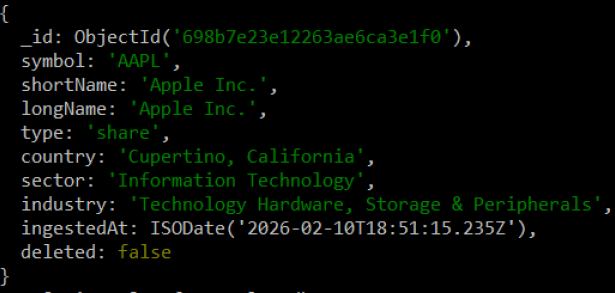 {
  _id: ObjectId('698b7e23e12263ae6ca3e1f0'),
  symbol: 'AAPL',
  shortName: 'Apple Inc.',
  longName: 'Apple Inc.',
  type: 'share',
  country: 'Cupertino, California',
  sector: 'Information Technology',
  industry: 'Technology Hardware, Storage & Peripherals',
  ingestedAt: ISODate('2026-02-10T18:51:15.235Z'),
  deleted: false
}